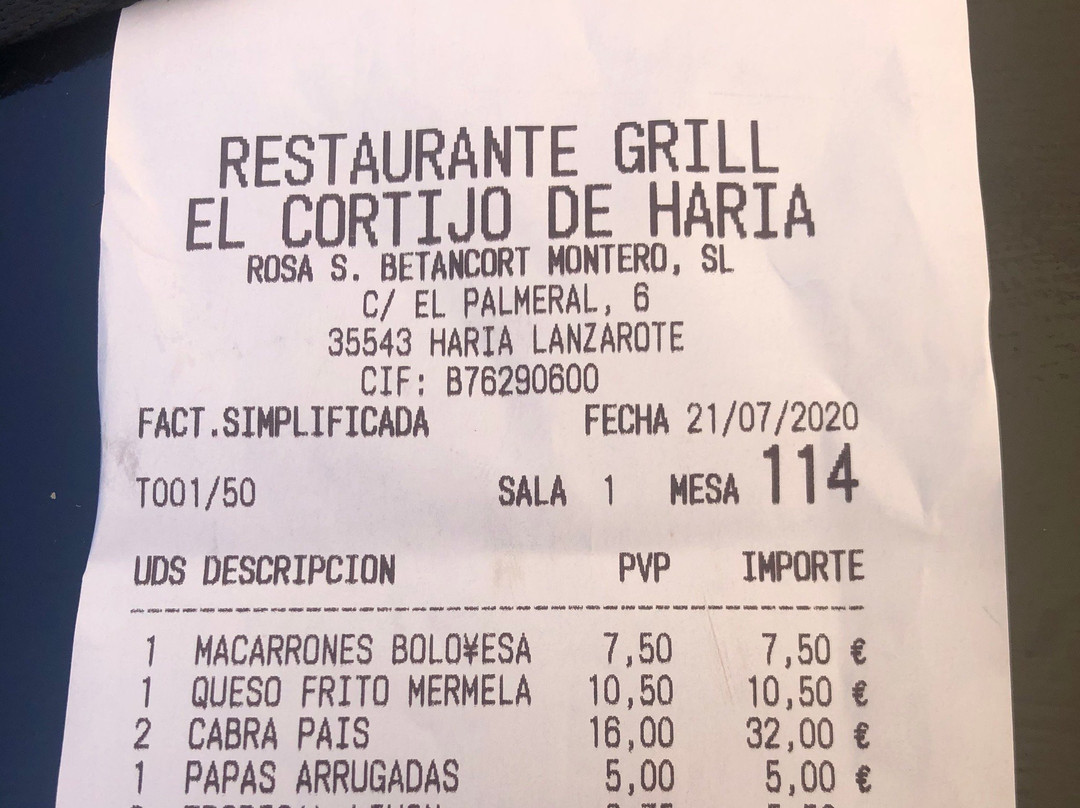 RESTAURANTE GRILL
EL CORTIJO DE HARIA
ROSA S. BETANCORT MONTERO, SL
C/ EL PALMERAL, 6
35543 HARIA LANZAROTE
CIF: B76290600
FACT.SIMPLIFICADA FECHA 21/07/2020
T001/50 SALA 1 MESA 114
UDS DESCRIPCION PVP IMPORTE
1 MACARRONES BOLO¥ESA 7,50 7,50 €
1 QUESO FRITO MERMELA 10,50 10,50 €
2 CABRA PAIS 16,00 32,00 €
1 PAPAS ARRUGADAS 5,00 5,00 €